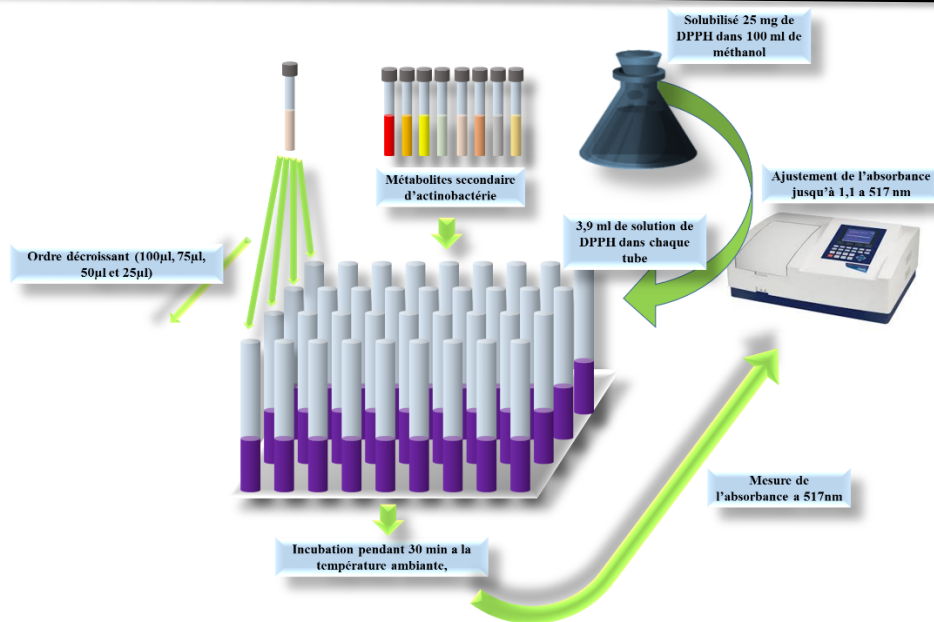 Solubilisé 25 mg de
DPPH dans 100 ml de
méthanol
Métabolites secondaire
d'actinobactérie
Ajustement de l'absorbance
jusqu'à 1,1 a 517 nm
3,9 ml de solution de
DPPH dans chaque
tube
Ordre décroissant (100µl, 75µl,
50µl et 25µl)
Mesure de
l'absorbance a 517nm
Incubation pendant 30 min a la
température ambiante,